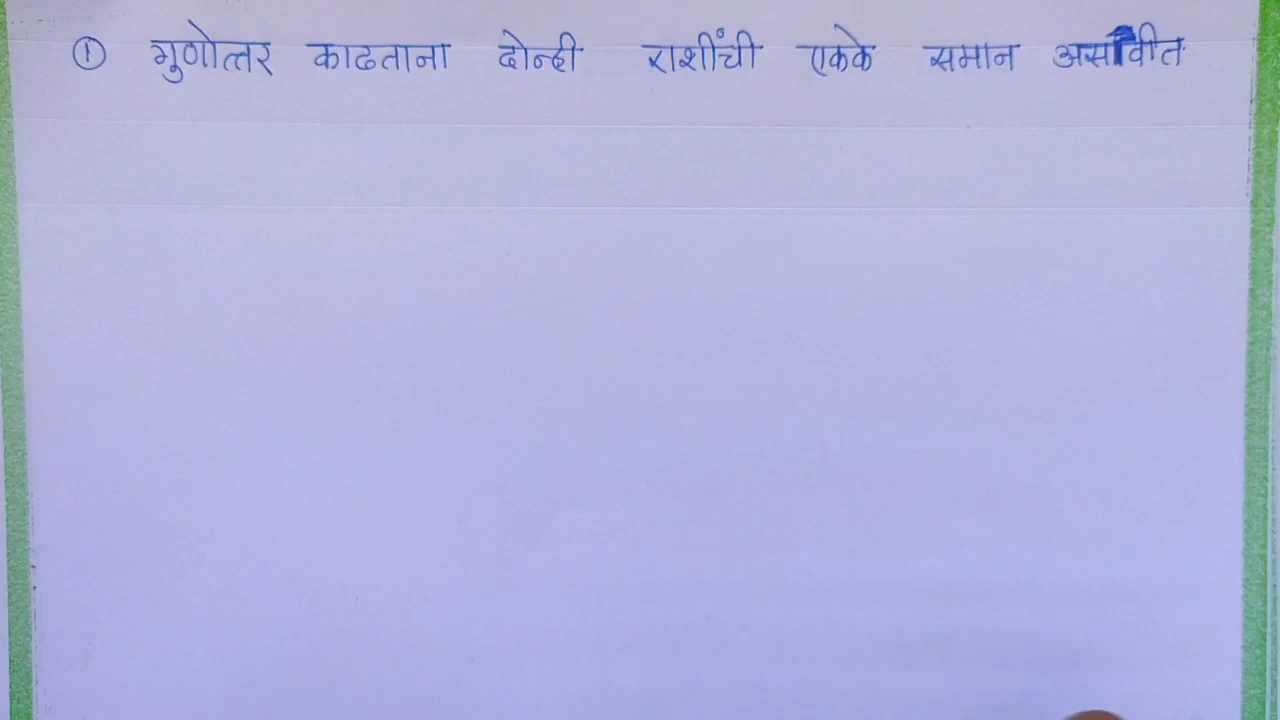 ① गुणोत्तर काढताना दोन्ही राशींची एकके समान असावीत